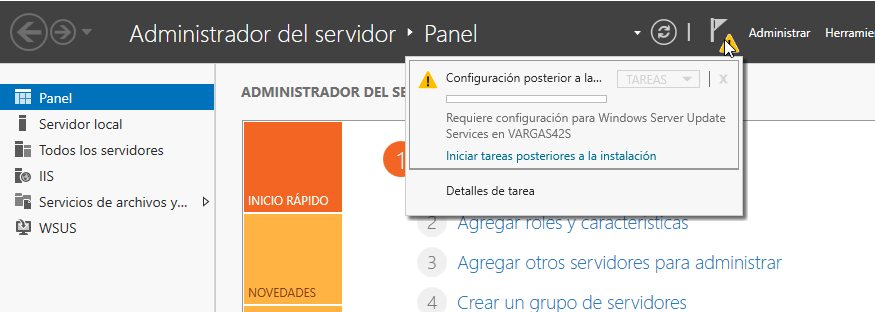 Administrador del servidor ‣ Panel
Administrar
Herramie
Panel
Servidor local
Todos los servidores
IIS
Servicios de archivos y...
WSUS
ADMINISTRADOR DEL SE
Configuración posterior a la...
TAREAS
X
Requiere configuración para Windows Server Update
Services en VARGAS42S
Iniciar tareas posteriores a la instalación
Detalles de tarea
INICIO RÁPIDO
NOVEDADES
1
2 Agregar roles y características
3 Agregar otros servidores para administrar
4 Crear un grupo de servidores